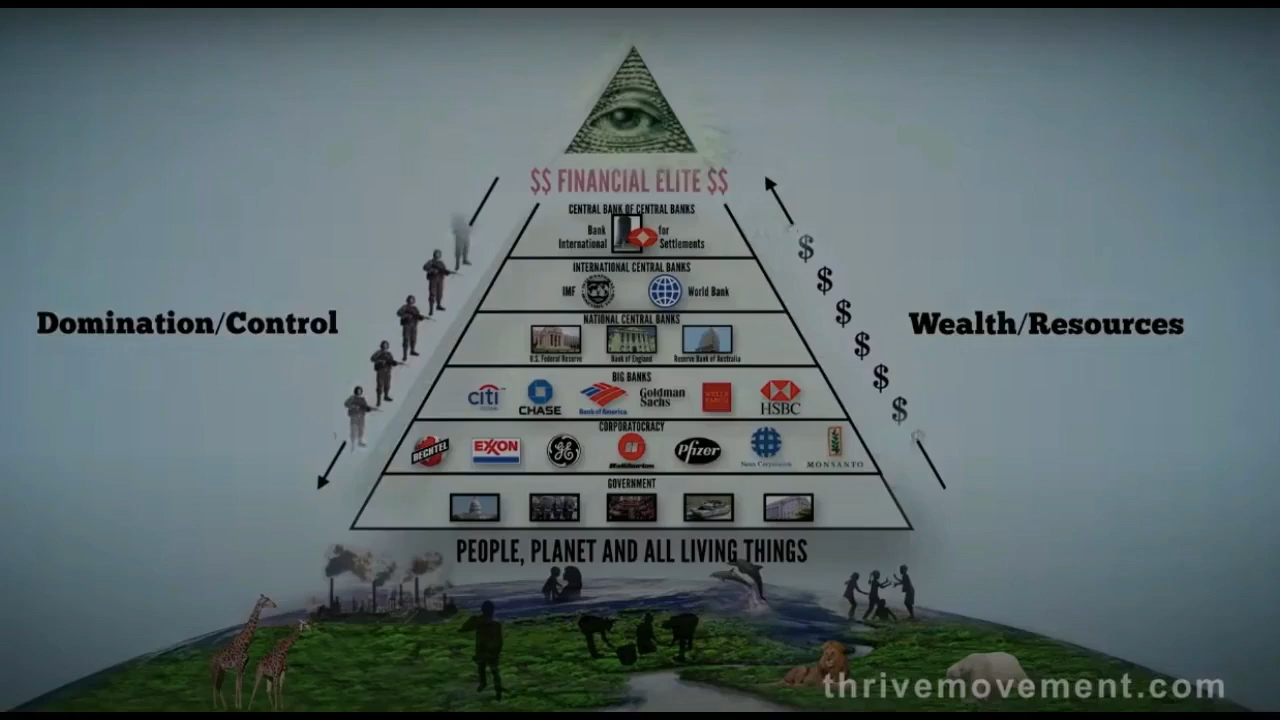 $$ FINANCIAL ELITE $$
CENTRAL BANK OF CENTRAL BANKS
Bank for
International Settlements
INTERNATIONAL CENTRAL BANKS
IMF World Bank
NATIONAL CENTRAL BANKS
Domination/Control
Wealth/Resources
$
$
$
$
$
$
U.S. Federal Reserve Bank of England Reserve Bank of Australia
BIG BANKS
citi CHASE Bank of America Goldman Sachs WELLS FARGO HSBC
CORPORATOCRACY
BECHTEL EXXON GE Halliburton Pfizer News Corporation MONSANTO
GOVERNMENT
PEOPLE, PLANET AND ALL LIVING THINGS
thrivemovement.com